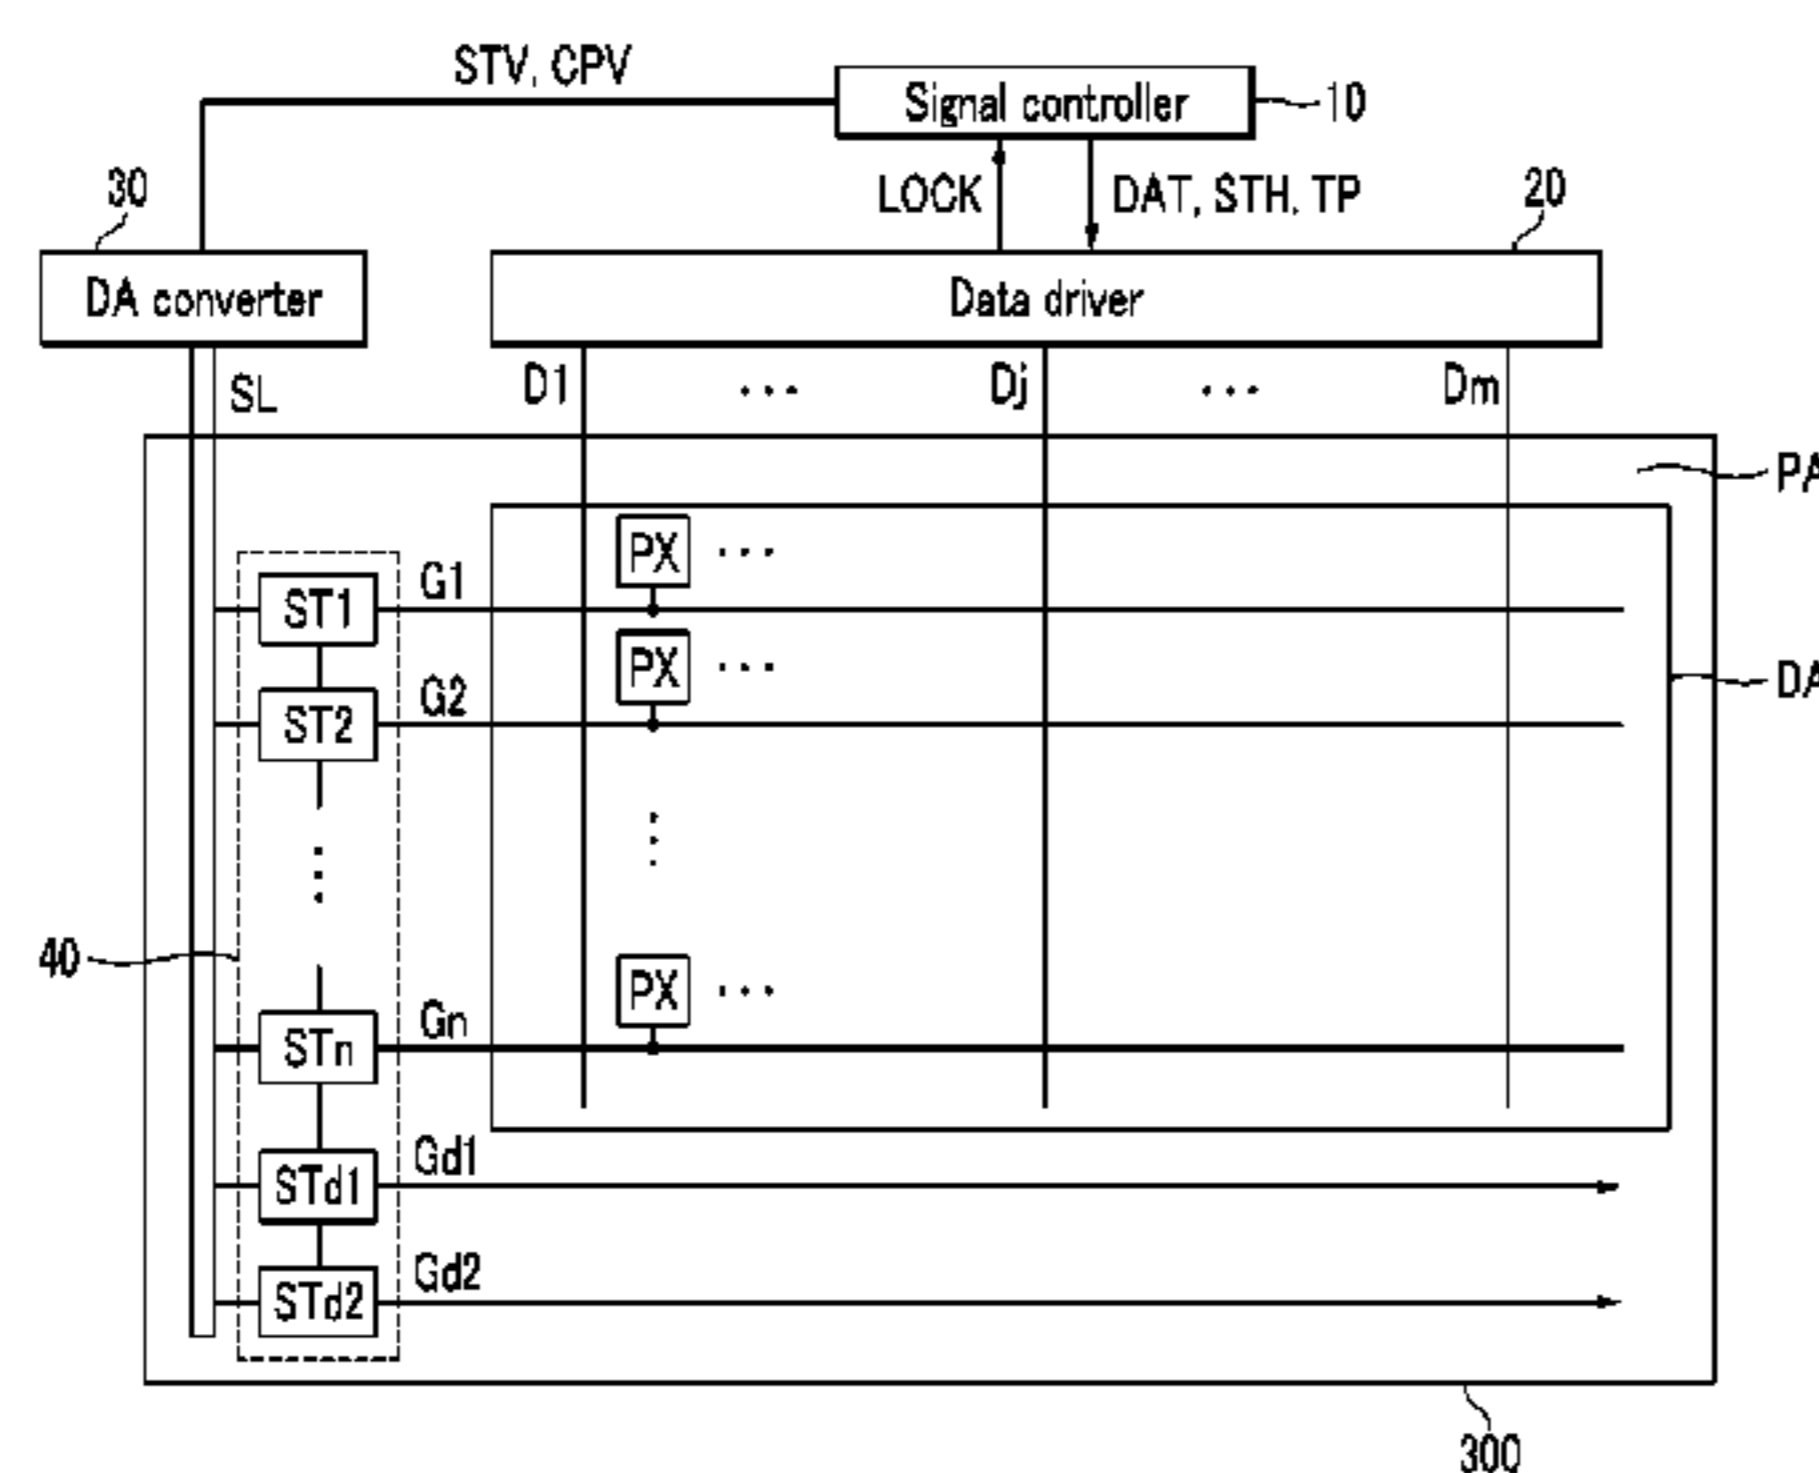 STV, CPV
Signal controller
10
LOCK
DAT, STH, TP
30
20
DA converter
Data driver
SL
D1
...
Dj
...
Dm
PA
PX ...
G1
ST1
PX ...
DA
G2
ST2
40
PX ...
Gn
STn
Gd1
STd1
Gd2
STd2
300